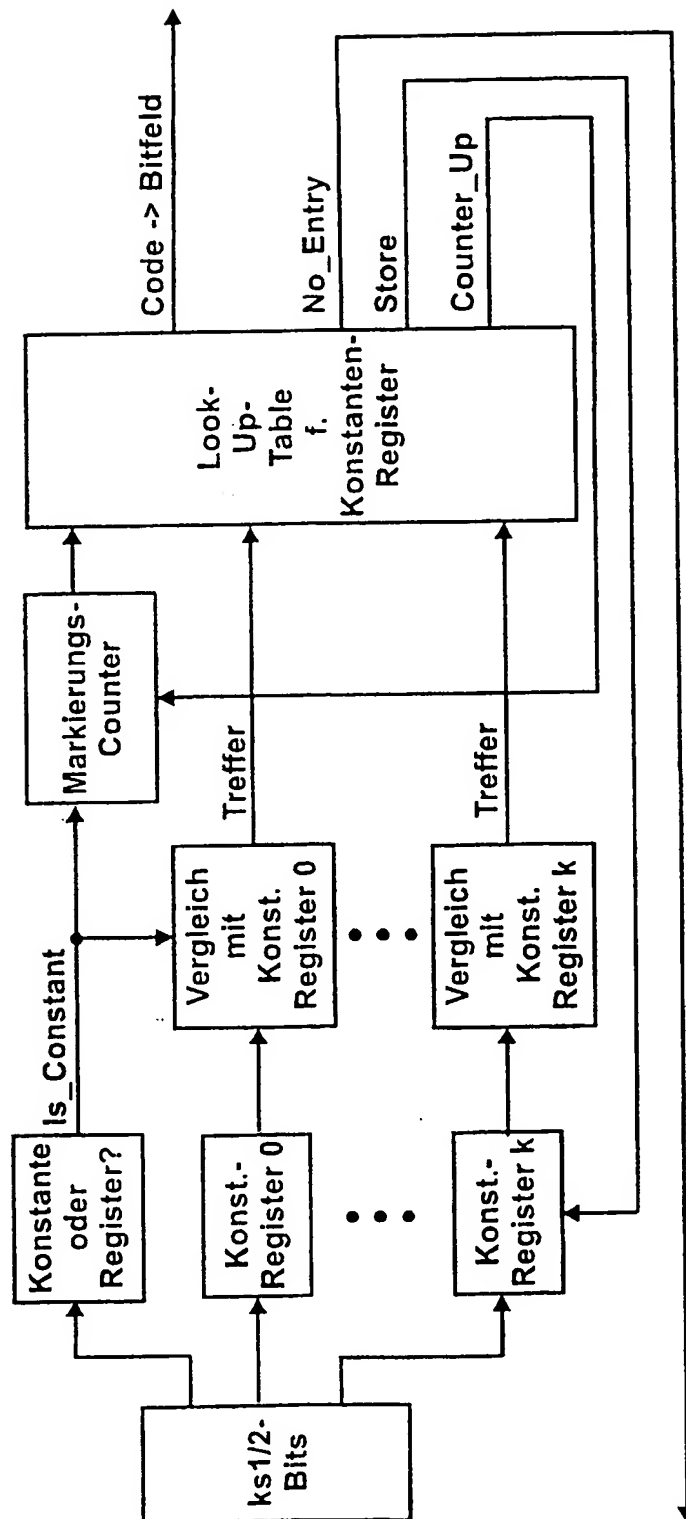 ks1/2-
Bits
Konstante
oder
Register?
Is_Constant
Konst.-
Register 0
Konst.-
Register k
Vergleich
mit
Konst.
Register 0
Vergleich
mit
Konst.
Register k
Treffer
Treffer
Markierungs-
Counter
Look-
Up-
Table
f.
Konstanten-
Register
Code -> Bitfeld
No_Entry
Store
Counter_Up